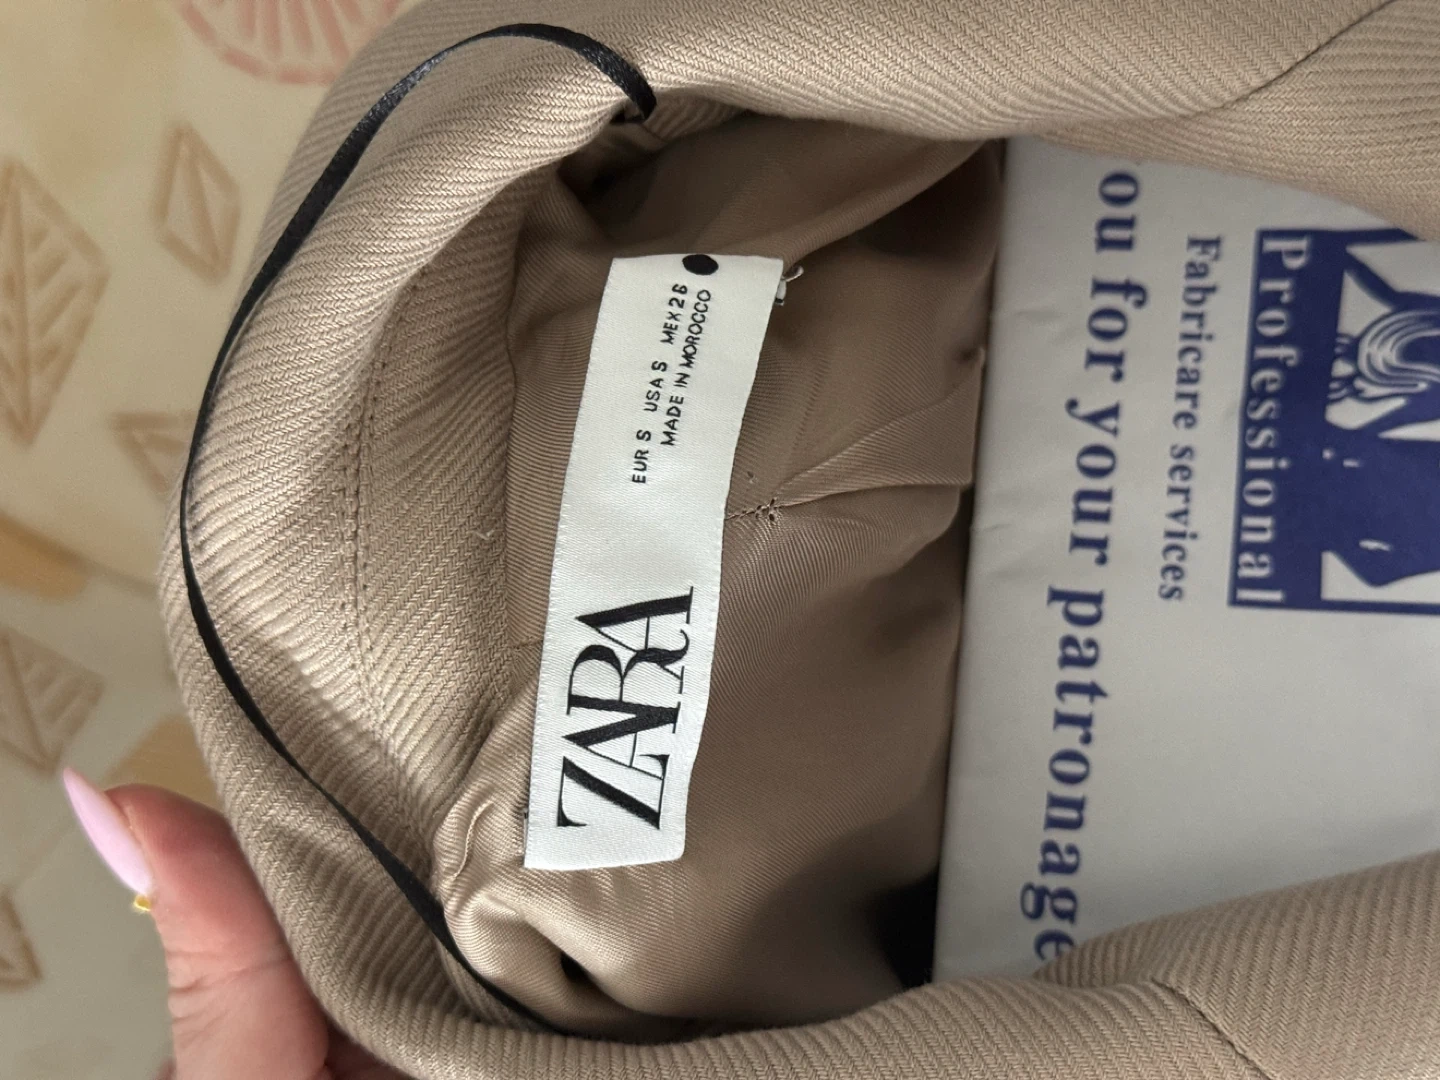 ZARA
EUR S USA S MEX 26
MADE IN MOROCCO
Professional
Fabricare services
ou for your patronage